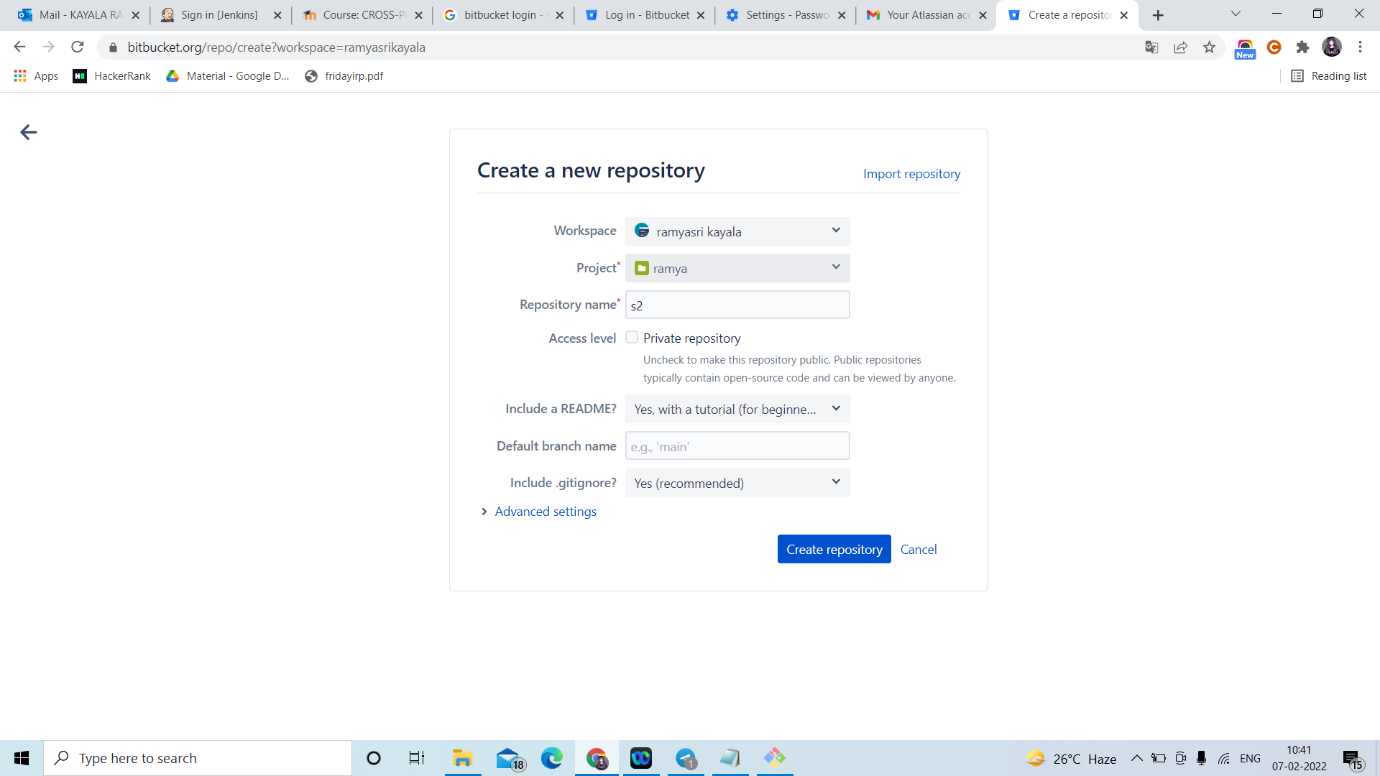 Mail - KAYALA RA
Sign in [Jenkins]
Course: CROSS-P
bitbucket login -
Log in - Bitbucket
Settings - Passwo
Your Atlassian acc
Create a reposito
bitbucket.org/repo/create?workspace=ramyasrikayala
New
Apps
HackerRank
Material - Google D...
fridayirp.pdf
Reading list
Create a new repository
Import repository
Workspace
ramyasri kayala
Project*
ramya
Repository name*
s2
Access level
Private repository
Uncheck to make this repository public. Public repositories
typically contain open-source code and can be viewed by anyone.
Include a README?
Yes, with a tutorial (for beginne...
Default branch name
e.g., 'main'
Include .gitignore?
Yes (recommended)
Advanced settings
Create repository
Cancel
Type here to search
18
1
26°C Haze
ENG
10:41
07-02-2022
15